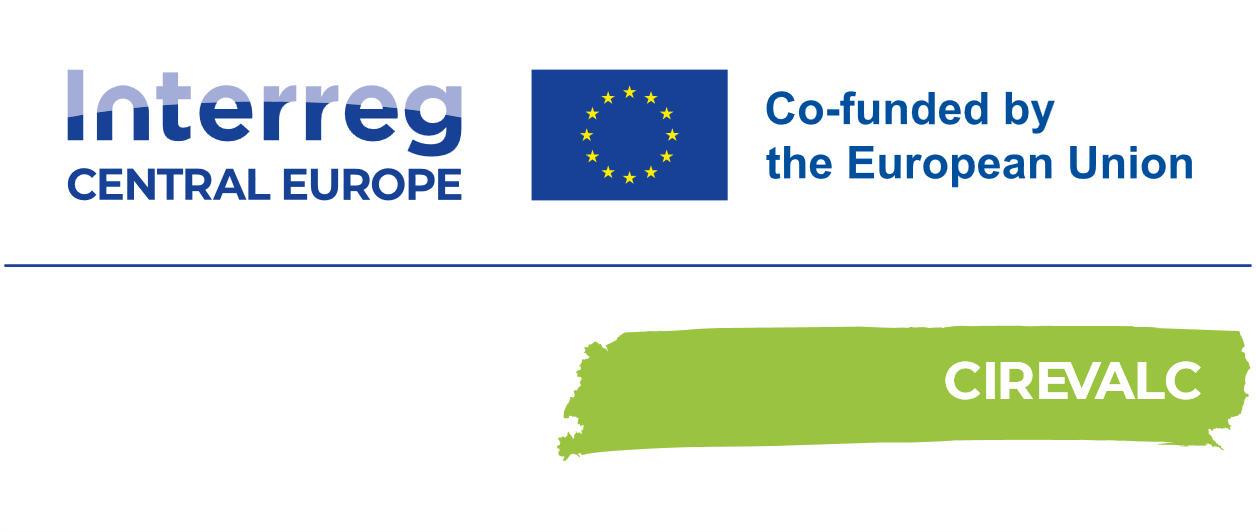 Interreg
CENTRAL EUROPE
Co-funded by
the European Union
CIREVALC